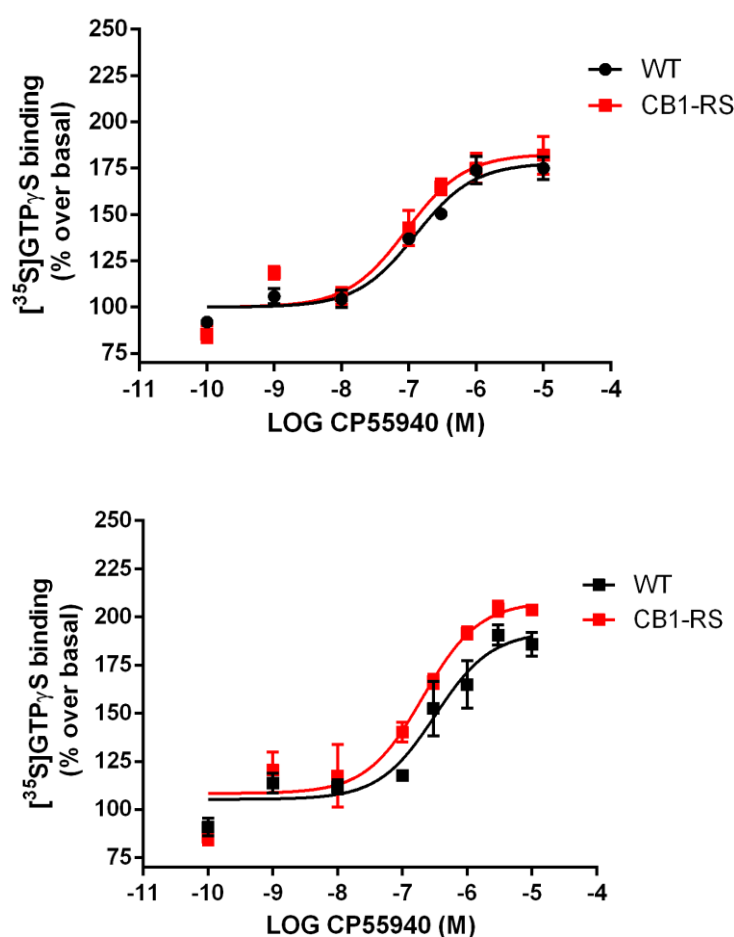 250
225
200
175
150
125
100
75
[³⁵S]GTPγS binding
(% over basal)
-11 -10 -9 -8 -7 -6 -5 -4
LOG CP55940 (M)
WT
CB1-RS
250
225
200
175
150
125
100
75
[³⁵S]GTPγS binding
(% over basal)
-11 -10 -9 -8 -7 -6 -5 -4
LOG CP55940 (M)
WT
CB1-RS